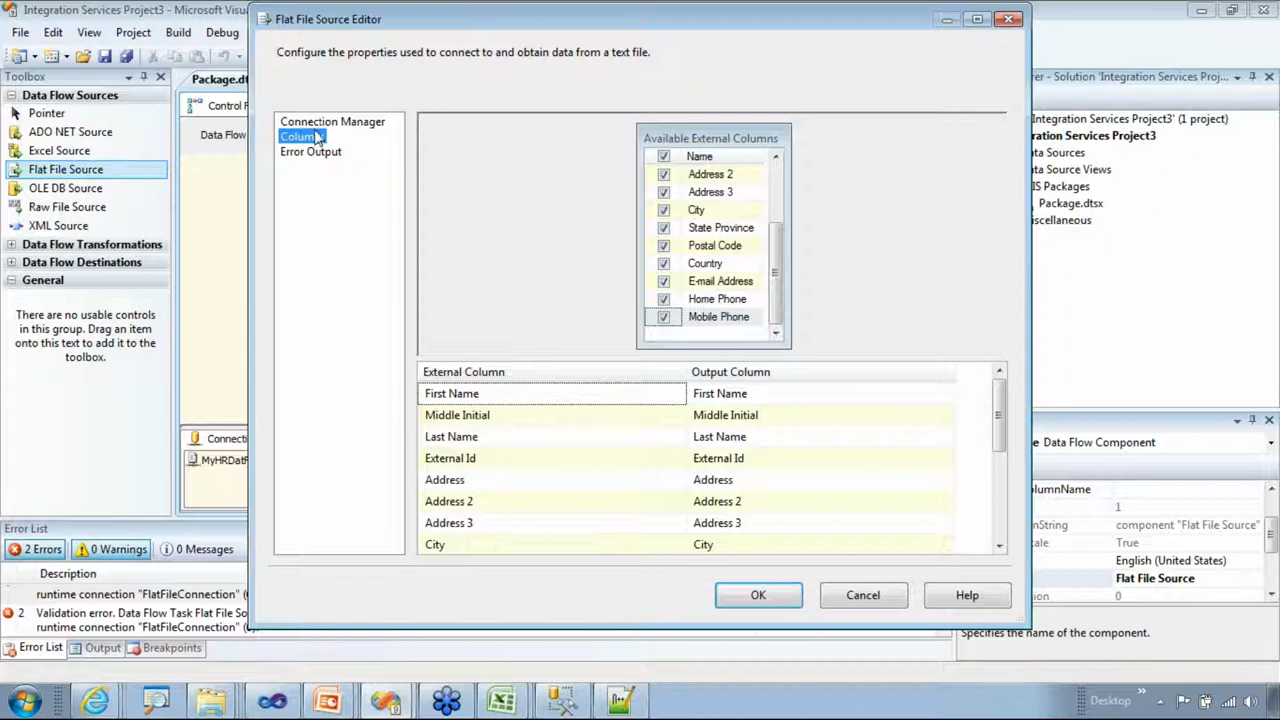 Integration Services Project3 - Microsoft Visua
File Edit View Project Build Debug
Toolbox
Data Flow Sources
Pointer
ADO NET Source
Excel Source
Flat File Source
OLE DB Source
Raw File Source
XML Source
Data Flow Transformations
Data Flow Destinations
General
There are no usable controls
in this group. Drag an item
onto this text to add it to the
toolbox.
Package.dt
Control F
Data Flow
Connecti
MyHRDatF
Flat File Source Editor
Configure the properties used to connect to and obtain data from a text file.
Connection Manager
Columns
Error Output
Available External Columns
Name
Address 2
Address 3
City
State Province
Postal Code
Country
E-mail Address
Home Phone
Mobile Phone
External Column Output Column
First Name First Name
Middle Initial Middle Initial
Last Name Last Name
External Id External Id
Address Address
Address 2 Address 2
Address 3 Address 3
City City
OK Cancel Help
rer - Solution 'Integration Services Proj...
Integration Services Project3' (1 project)
ntegration Services Project3
ata Sources
ata Source Views
IS Packages
Package.dtsx
iscellaneous
Data Flow Component
olumnName
1
nString component "Flat File Source"
cale True
English (United States)
Flat File Source
ion 0
Specifies the name of the component.
Error List
2 Errors 0 Warnings 0 Messages
Description
runtime connection "FlatFileConnection" (
2 Validation error. Data Flow Task Flat File So
runtime connection "FlatFileConnection" (
Error List Output Breakpoints
Desktop